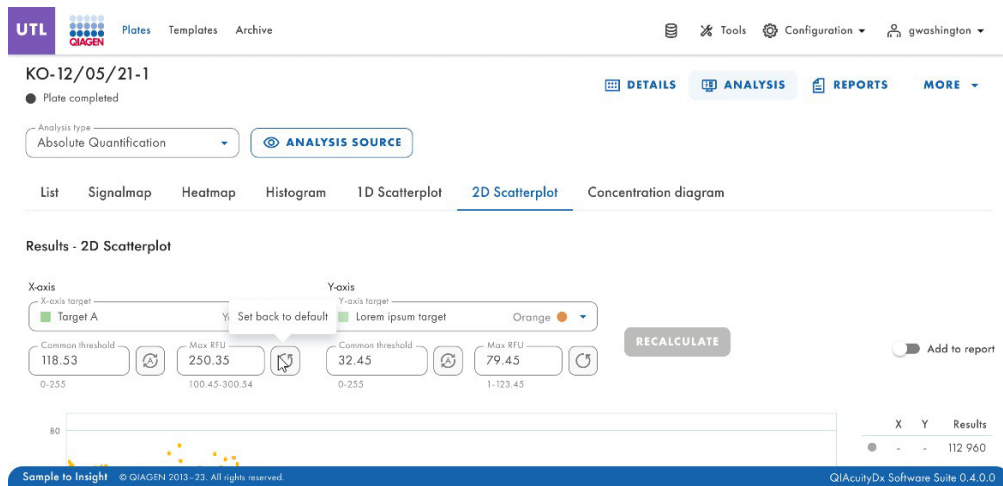 UTL
QIAGEN
Plates Templates Archive
Tools Configuration gwashington
KO-12/05/21-1
Plate completed
DETAILS ANALYSIS REPORTS MORE
Analysis type
Absolute Quantification
ANALYSIS SOURCE
List Signalmap Heatmap Histogram 1D Scatterplot 2D Scatterplot Concentration diagram
Results - 2D Scatterplot
X-axis Y-axis
X-axis target Y-axis target
Target A Set back to default Lorem ipsum target Orange
RECALCULATE
Common threshold Max RFU Common threshold Max RFU
118.53 A 250.35 32.45 A 79.45
Add to report
0-255 100.45-300.54 0-255 1-123.45
X Y Results
80
- - 112 960
Sample to Insight © QIAGEN 2013-23. All rights reserved. QIAcuityDx Software Suite 0.4.0.0